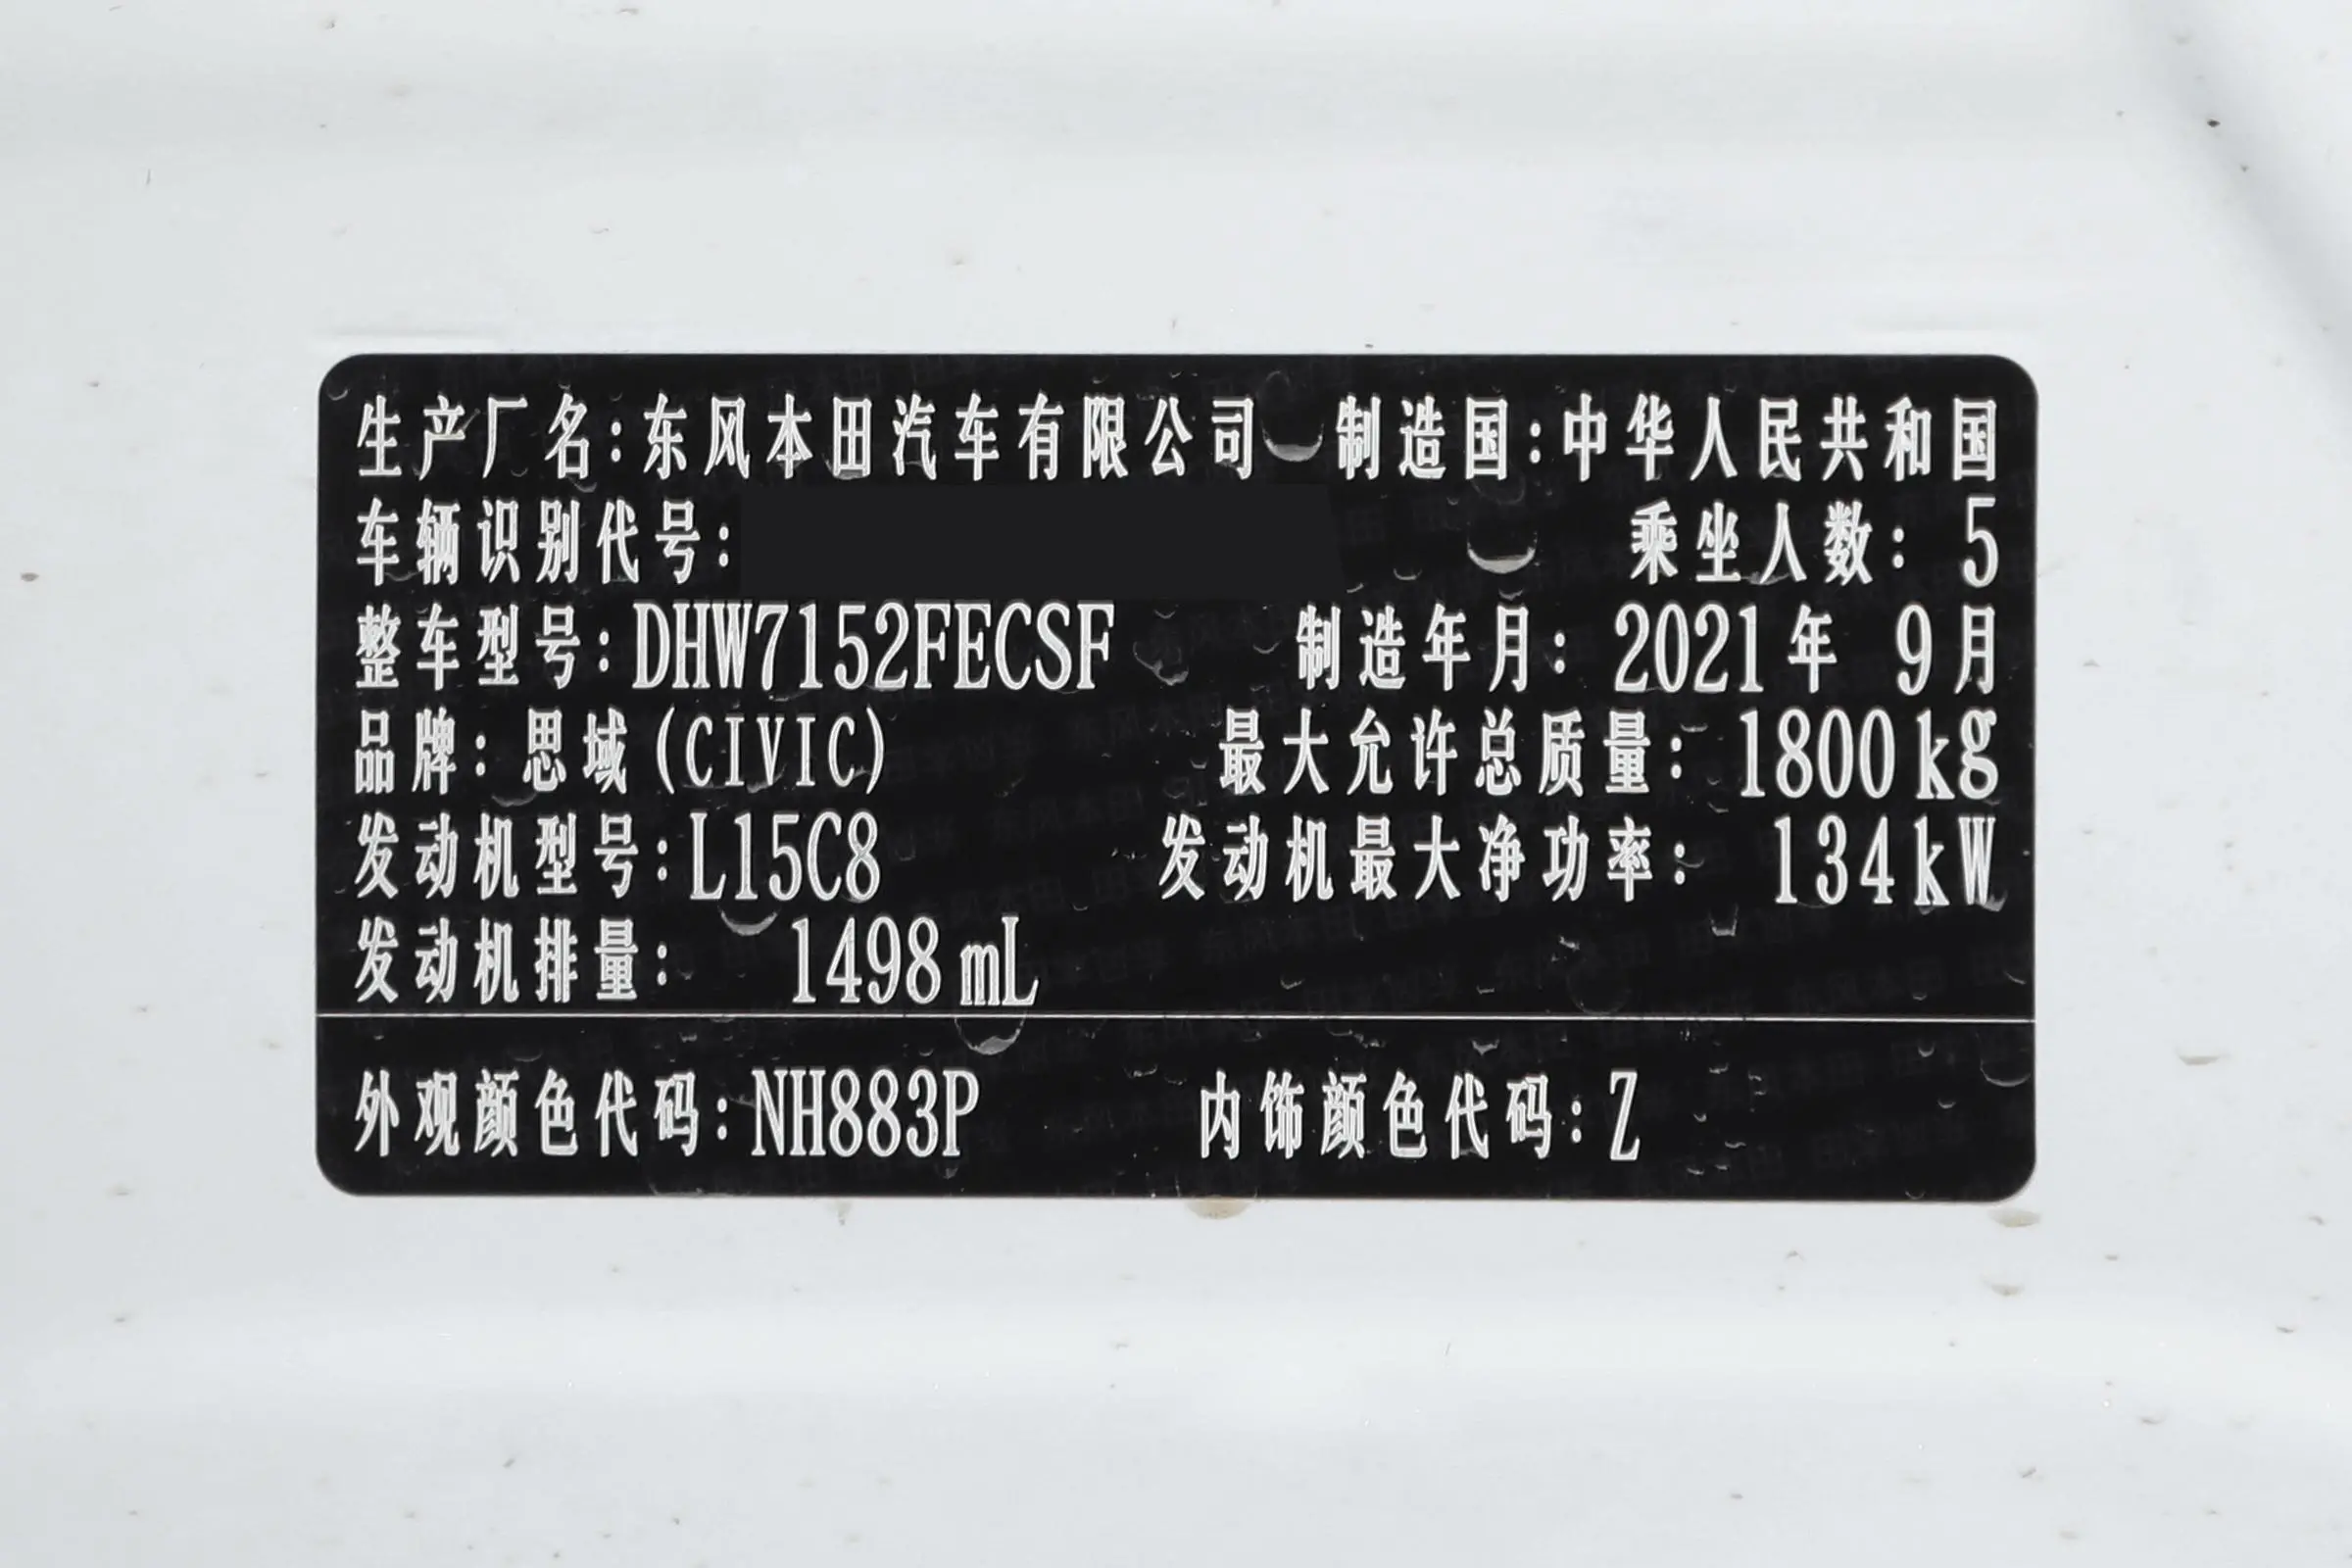 生产厂名：东风本田汽车有限公司 制造国：中华人民共和国
车辆识别代号： 乘坐人数： 5
整车型号：DHW7152FECSF 制造年月： 2021年 9月
品牌： 思域(CIVIC) 最大允许总质量： 1800kg
发动机型号：L15C8 发动机最大净功率： 134kW
发动机排量： 1498mL
外观颜色代码：NH883P 内饰颜色代码：Z